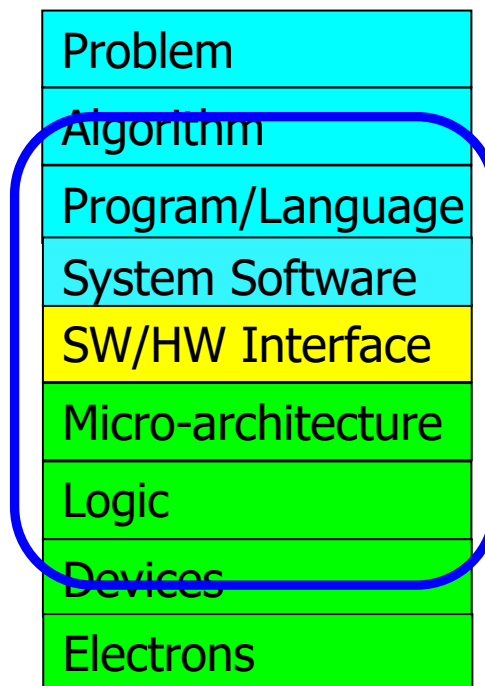 Problem
Algorithm
Program/Language
System Software
SW/HW Interface
Micro-architecture
Logic
Devices
Electrons